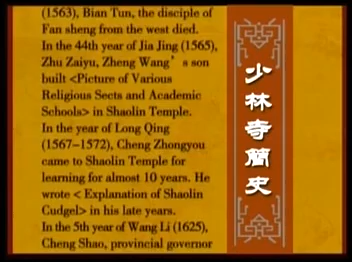 (1563), Bian Tun, the disciple of
Fan sheng from the west died.
In the 44th year of Jia Jing (1565),
Zhu Zaiyu, Zheng Wang's son
built <Picture of Various
Religious Sects and Academic
Schools> in Shaolin Temple.
In the year of Long Qing
(1567-1572), Cheng Zhongyou
came to Shaolin Temple for
learning for almost 10 years. He
wrote < Explanation of Shaolin
Cudgel> in his late years.
In the 5th year of Wang Li (1625),
Cheng Shao, provincial governor
少林寺簡史